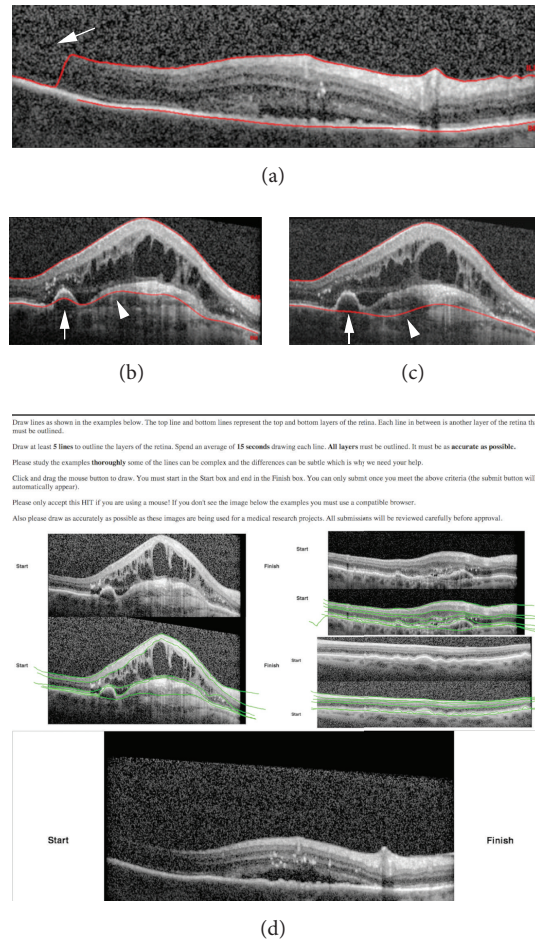 (a)
(b)
(c)
Draw lines as shown in the examples below. The top line and bottom lines represent the top and bottom layers of the retina. Each line in between is another layer of the retina
must be outlined.
Draw at least 5 lines to outline the layers of the retina. Spend an average of 15 seconds drawing each line. All layers must be outlined. It must be as accurate as possible.
Please study the examples thoroughly some of the lines can be complex and the differences can be subtle which is why we need your help.
Click and drag the mouse button to draw. You must start in the Start box and end in the Finish box. You can only submit once you meet the above criteria (the submit button will
automatically appear).
Please only accept this HIT if you are using a mouse! If you don't see the image below the examples you must use a compatible browser.
Also please draw as accurately as possible as these images are being used for a medical research projects. All submissions will be reviewed carefully before approval.
Start
Finish
Start
Start
Start
Finish
Start
Start
Start
Finish
(d)